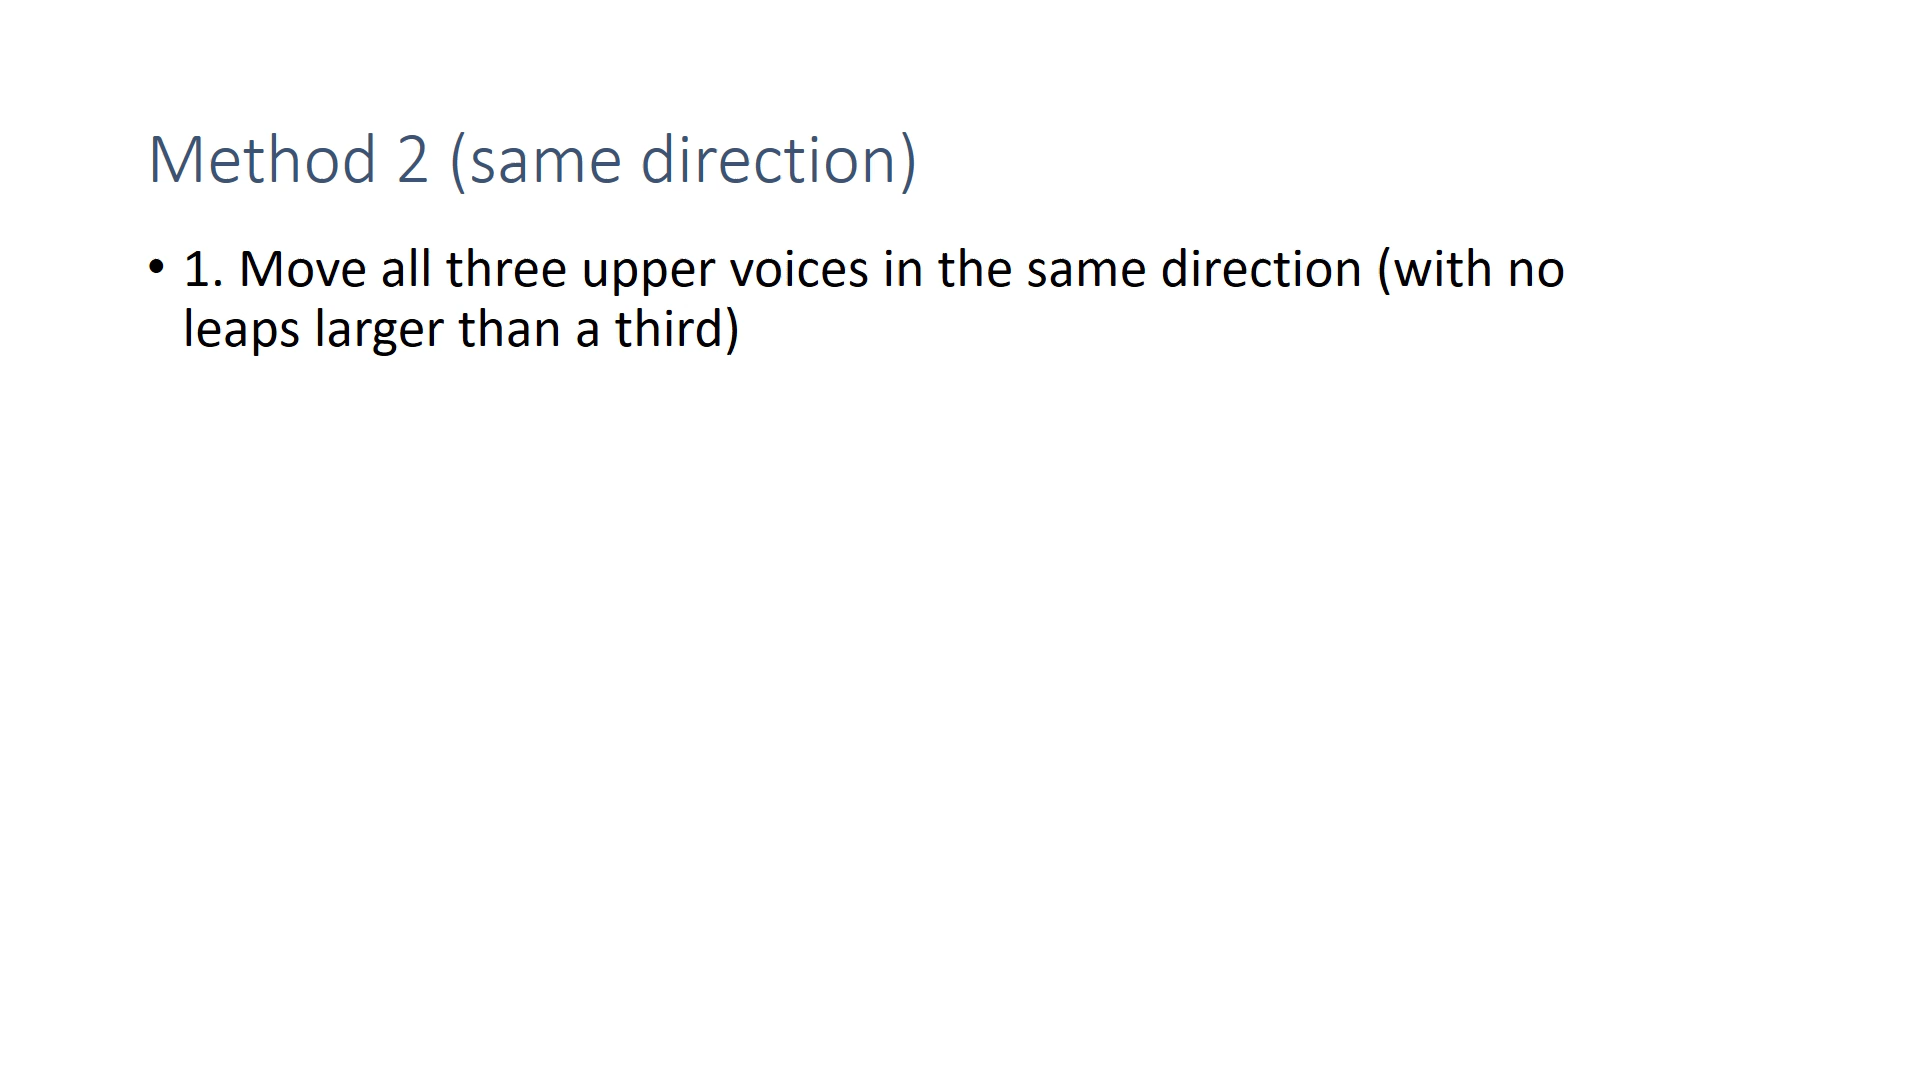 Method 2 (same direction)
• 1. Move all three upper voices in the same direction (with no
leaps larger than a third)